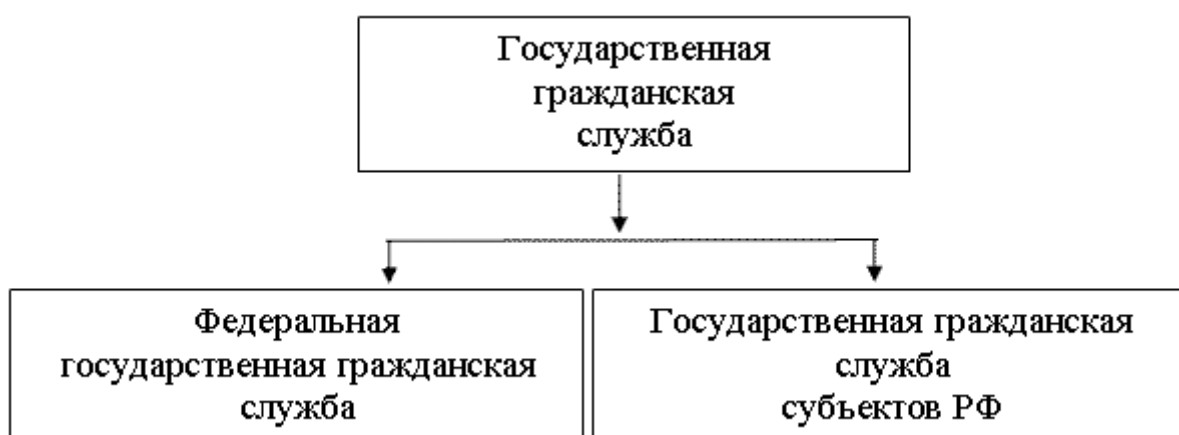 Государственная
гражданская
служба
Федеральная
государственная гражданская
служба
Государственная гражданская
служба
субъектов РФ